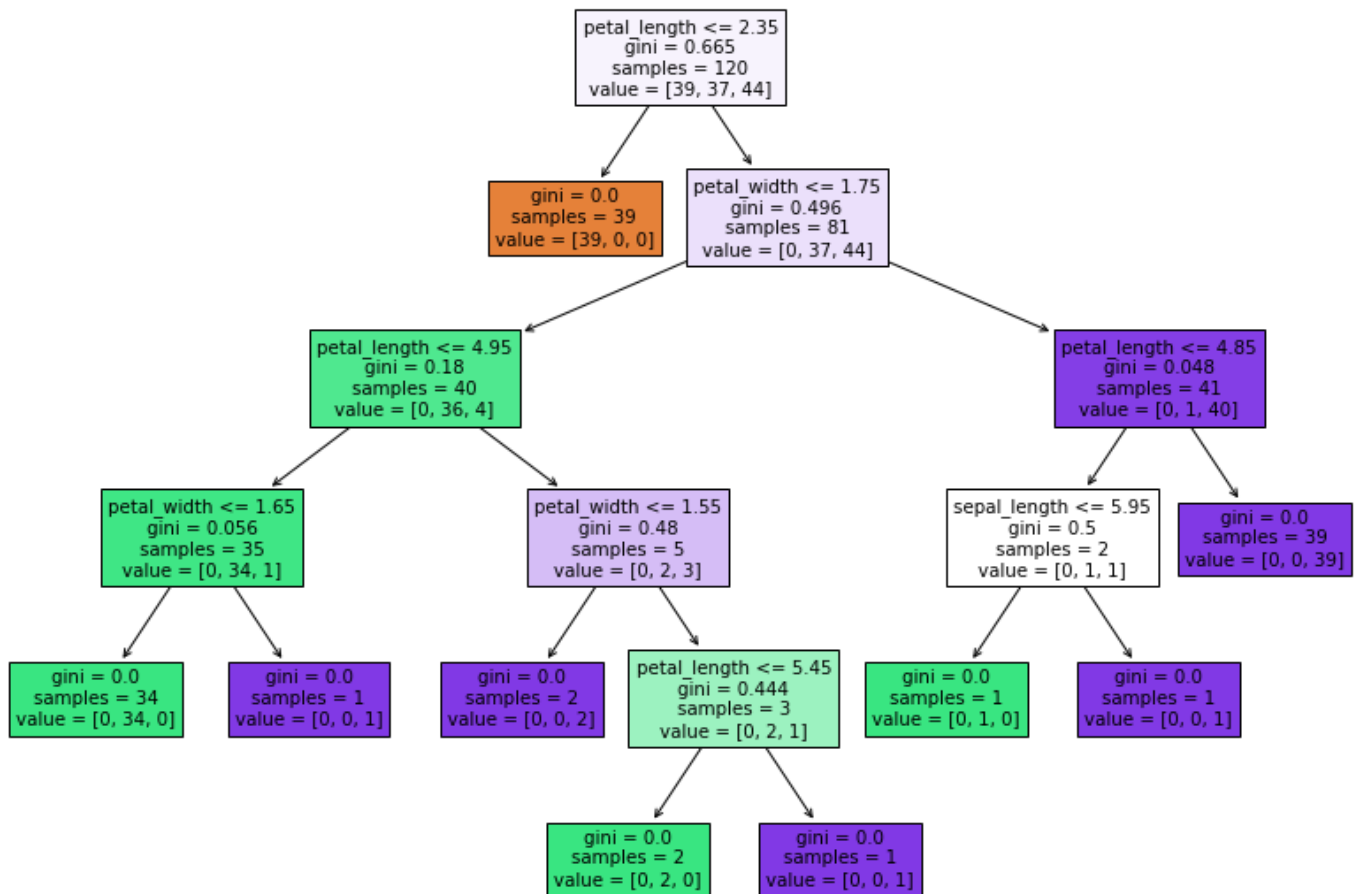 petal_length <= 2.35
gini = 0.665
samples = 120
value = [39, 37, 44]
gini = 0.0
samples = 39
value = [39, 0, 0]
petal_width <= 1.75
gini = 0.496
samples = 81
value = [0, 37, 44]
petal_length <= 4.95
gini = 0.18
samples = 40
value = [0, 36, 4]
petal_length <= 4.85
gini = 0.048
samples = 41
value = [0, 1, 40]
petal_width <= 1.65
gini = 0.056
samples = 35
value = [0, 34, 1]
petal_width <= 1.55
gini = 0.48
samples = 5
value = [0, 2, 3]
sepal_length <= 5.95
gini = 0.5
samples = 2
value = [0, 1, 1]
gini = 0.0
samples = 39
value = [0, 0, 39]
gini = 0.0
samples = 34
value = [0, 34, 0]
gini = 0.0
samples = 1
value = [0, 0, 1]
gini = 0.0
samples = 2
value = [0, 0, 2]
petal_length <= 5.45
gini = 0.444
samples = 3
value = [0, 2, 1]
gini = 0.0
samples = 1
value = [0, 1, 0]
gini = 0.0
samples = 1
value = [0, 0, 1]
gini = 0.0
samples = 2
value = [0, 2, 0]
gini = 0.0
samples = 1
value = [0, 0, 1]